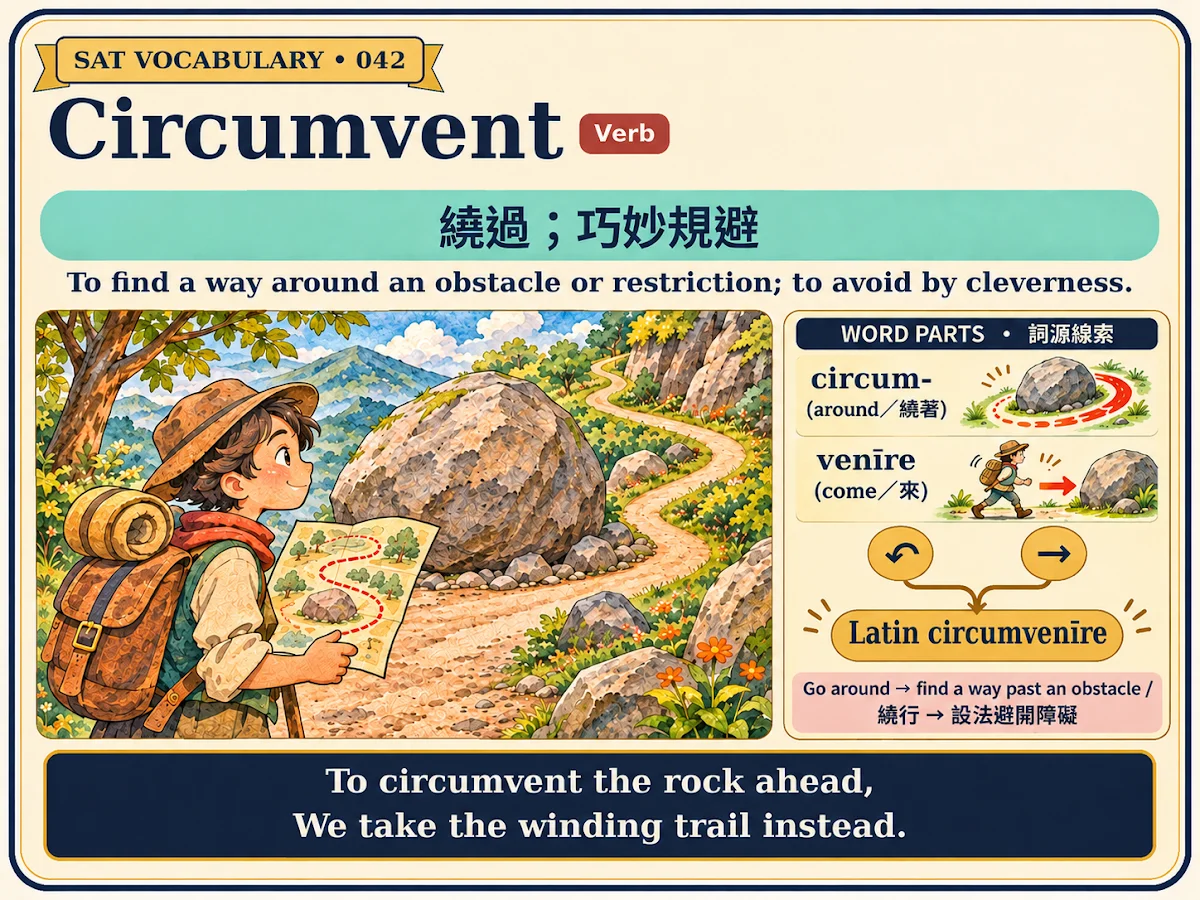 SAT VOCABULARY • 042
Circumvent
Verb
繞過；巧妙規避
To find a way around an obstacle or restriction; to avoid by cleverness.
WORD PARTS • 詞源線索
circum-
(around／繞著)
venīre
(come／來)
Latin circumvenīre
Go around → find a way past an obstacle /
繞行 → 設法避開障礙
To circumvent the rock ahead,
We take the winding trail instead.